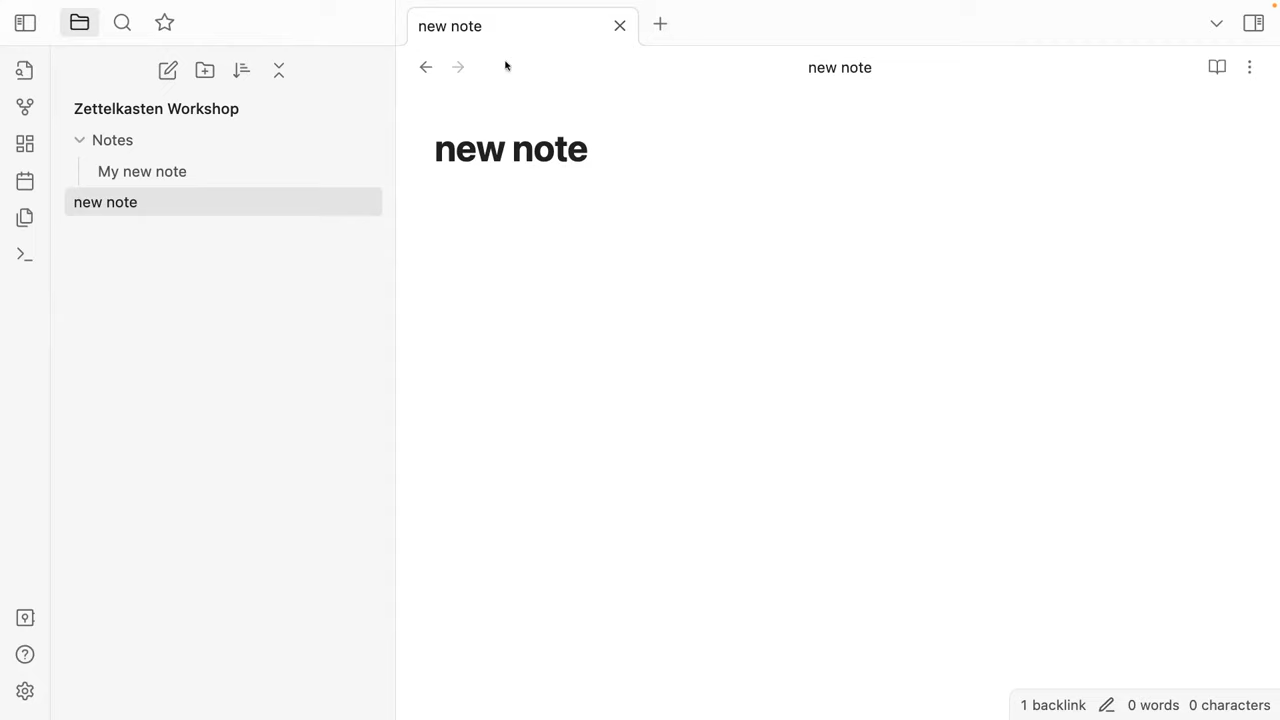 new note
new note
Zettelkasten Workshop
Notes
My new note
new note
new note
1 backlink 0 words 0 characters